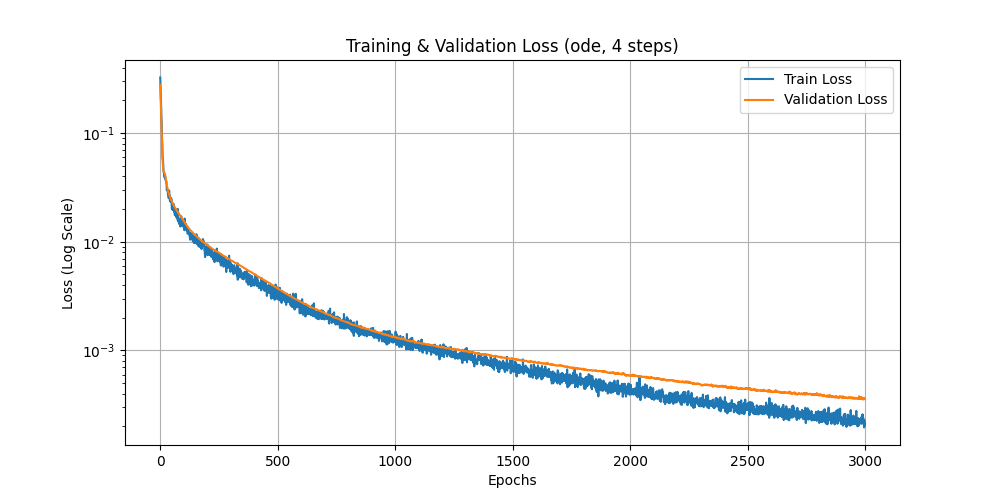 Training & Validation Loss (ode, 4 steps)
Train Loss
Validation Loss
Loss (Log Scale)
10⁻¹
10⁻²
10⁻³
0 500 1000 1500 2000 2500 3000
Epochs